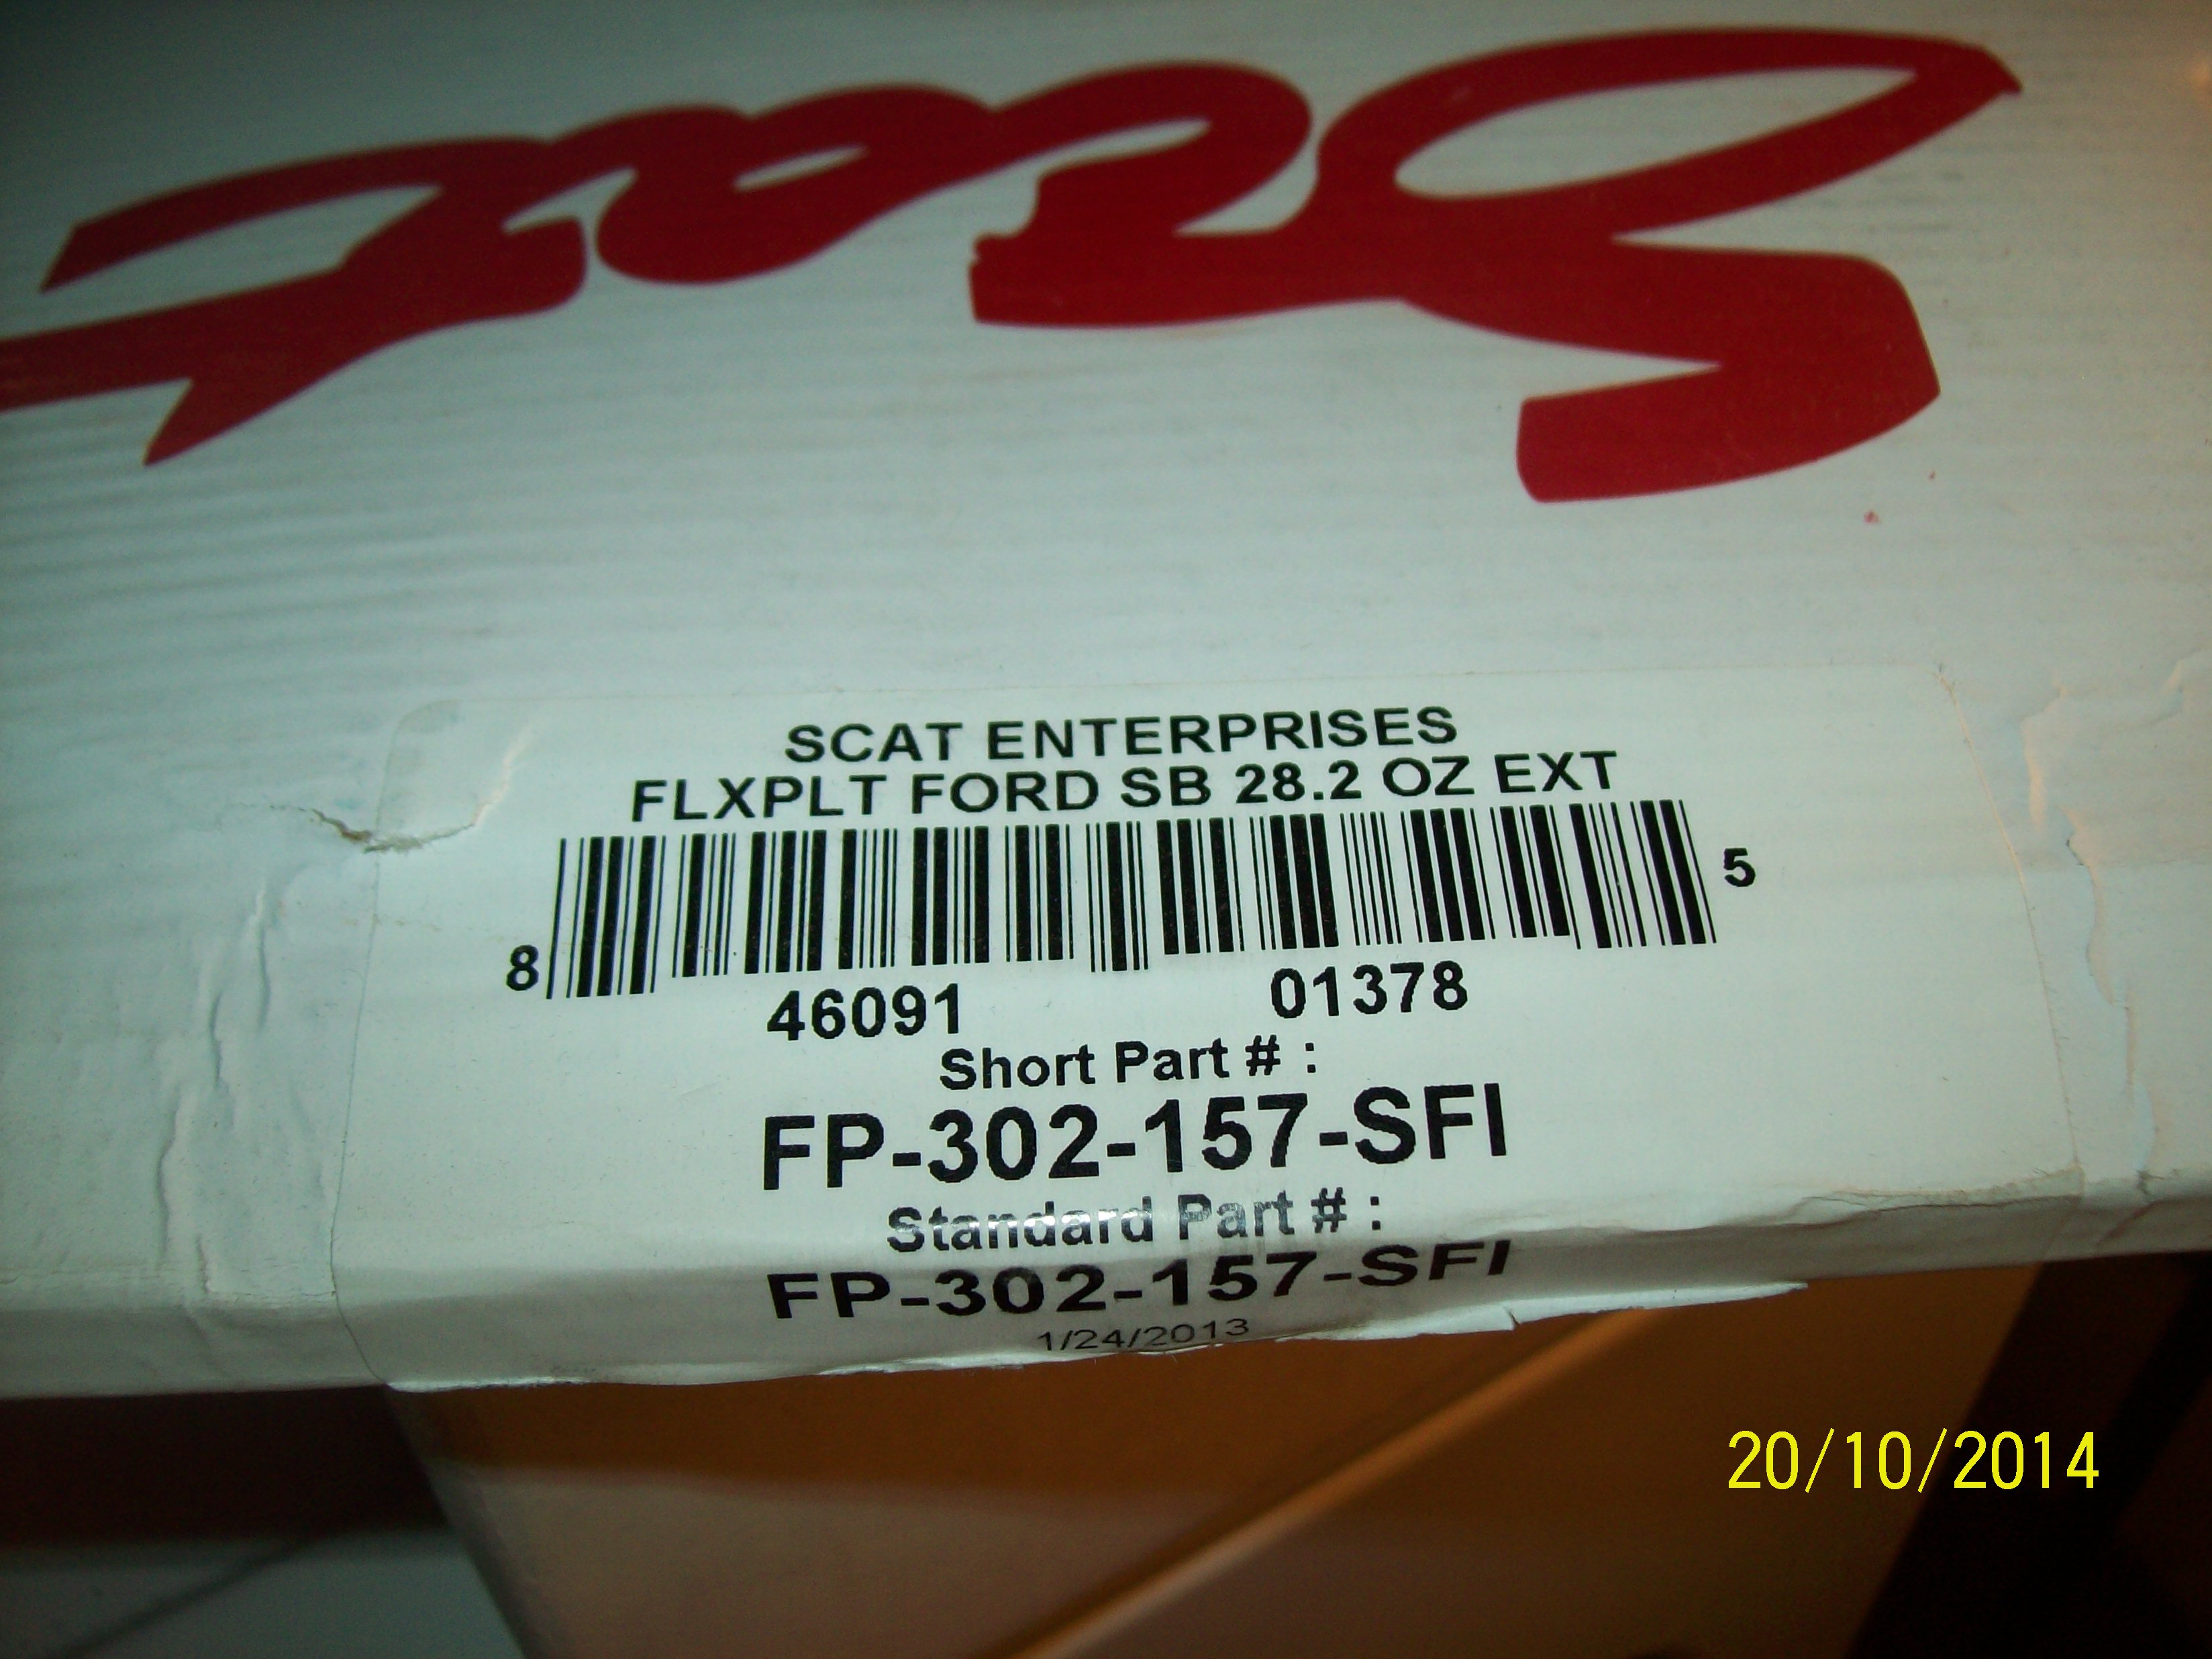 Scat
SCAT ENTERPRISES
FLXPLT FORD SB 28.2 OZ EXT
8 46091 01378 5
Short Part # :
FP-302-157-SFI
Standard Part # :
FP-302-157-SFI
1/24/2013
20/10/2014